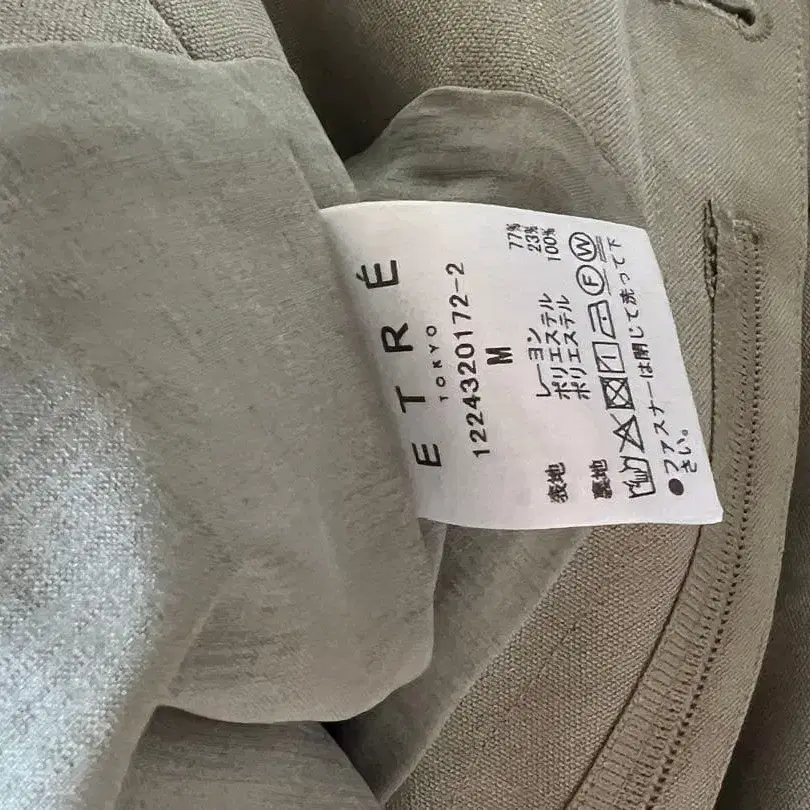 ETRÉ
TOKYO
1224320172-2
M
表地 レーヨン 77%
ポリエステル 23%
裏地 ポリエステル 100%
F W
●ファスナーは閉じて洗って下
さい。